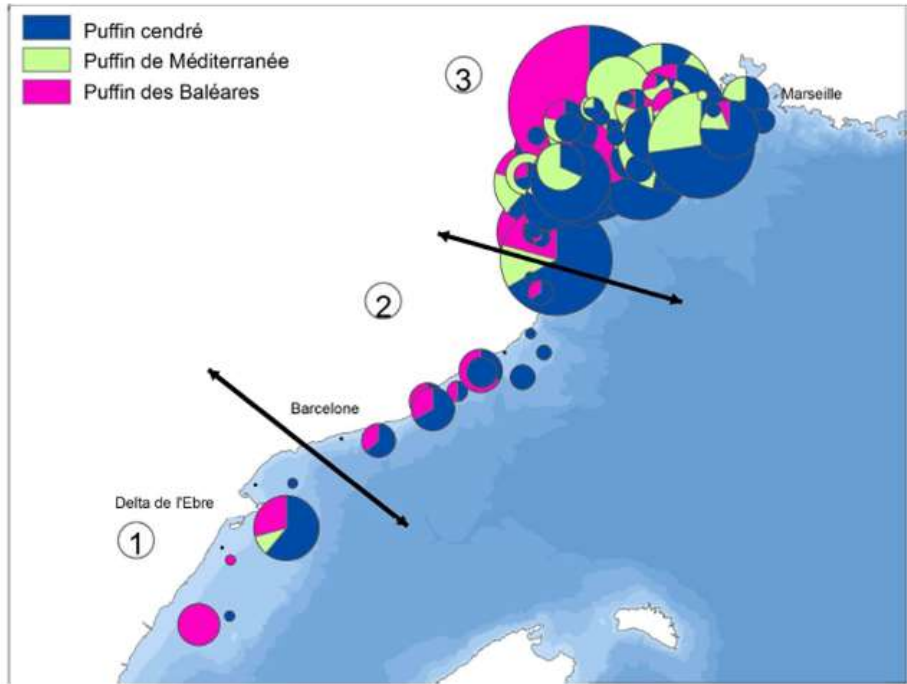 Puffin cendré
Puffin de Méditerranée
Puffin des Baléares
3
Marseille
2
Barcelone
Delta de l'Ebre
1